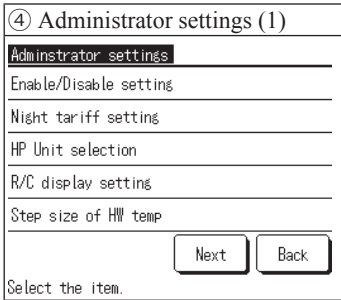 ④ Administrator settings (1)
Adminstrator settings
Enable/Disable setting
Night tariff setting
HP Unit selection
R/C display setting
Step size of HW temp
Next Back
Select the item.